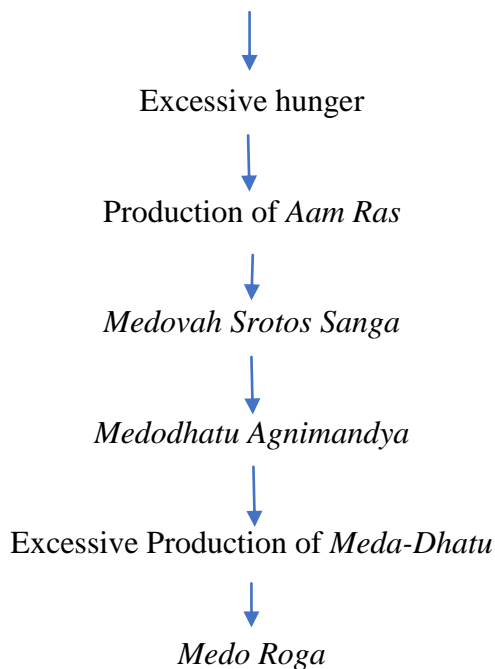 Excessive hunger
Production of Aam Ras
Medovah Srotos Sanga
Medodhatu Agnimandya
Excessive Production of Meda-Dhatu
Medo Roga